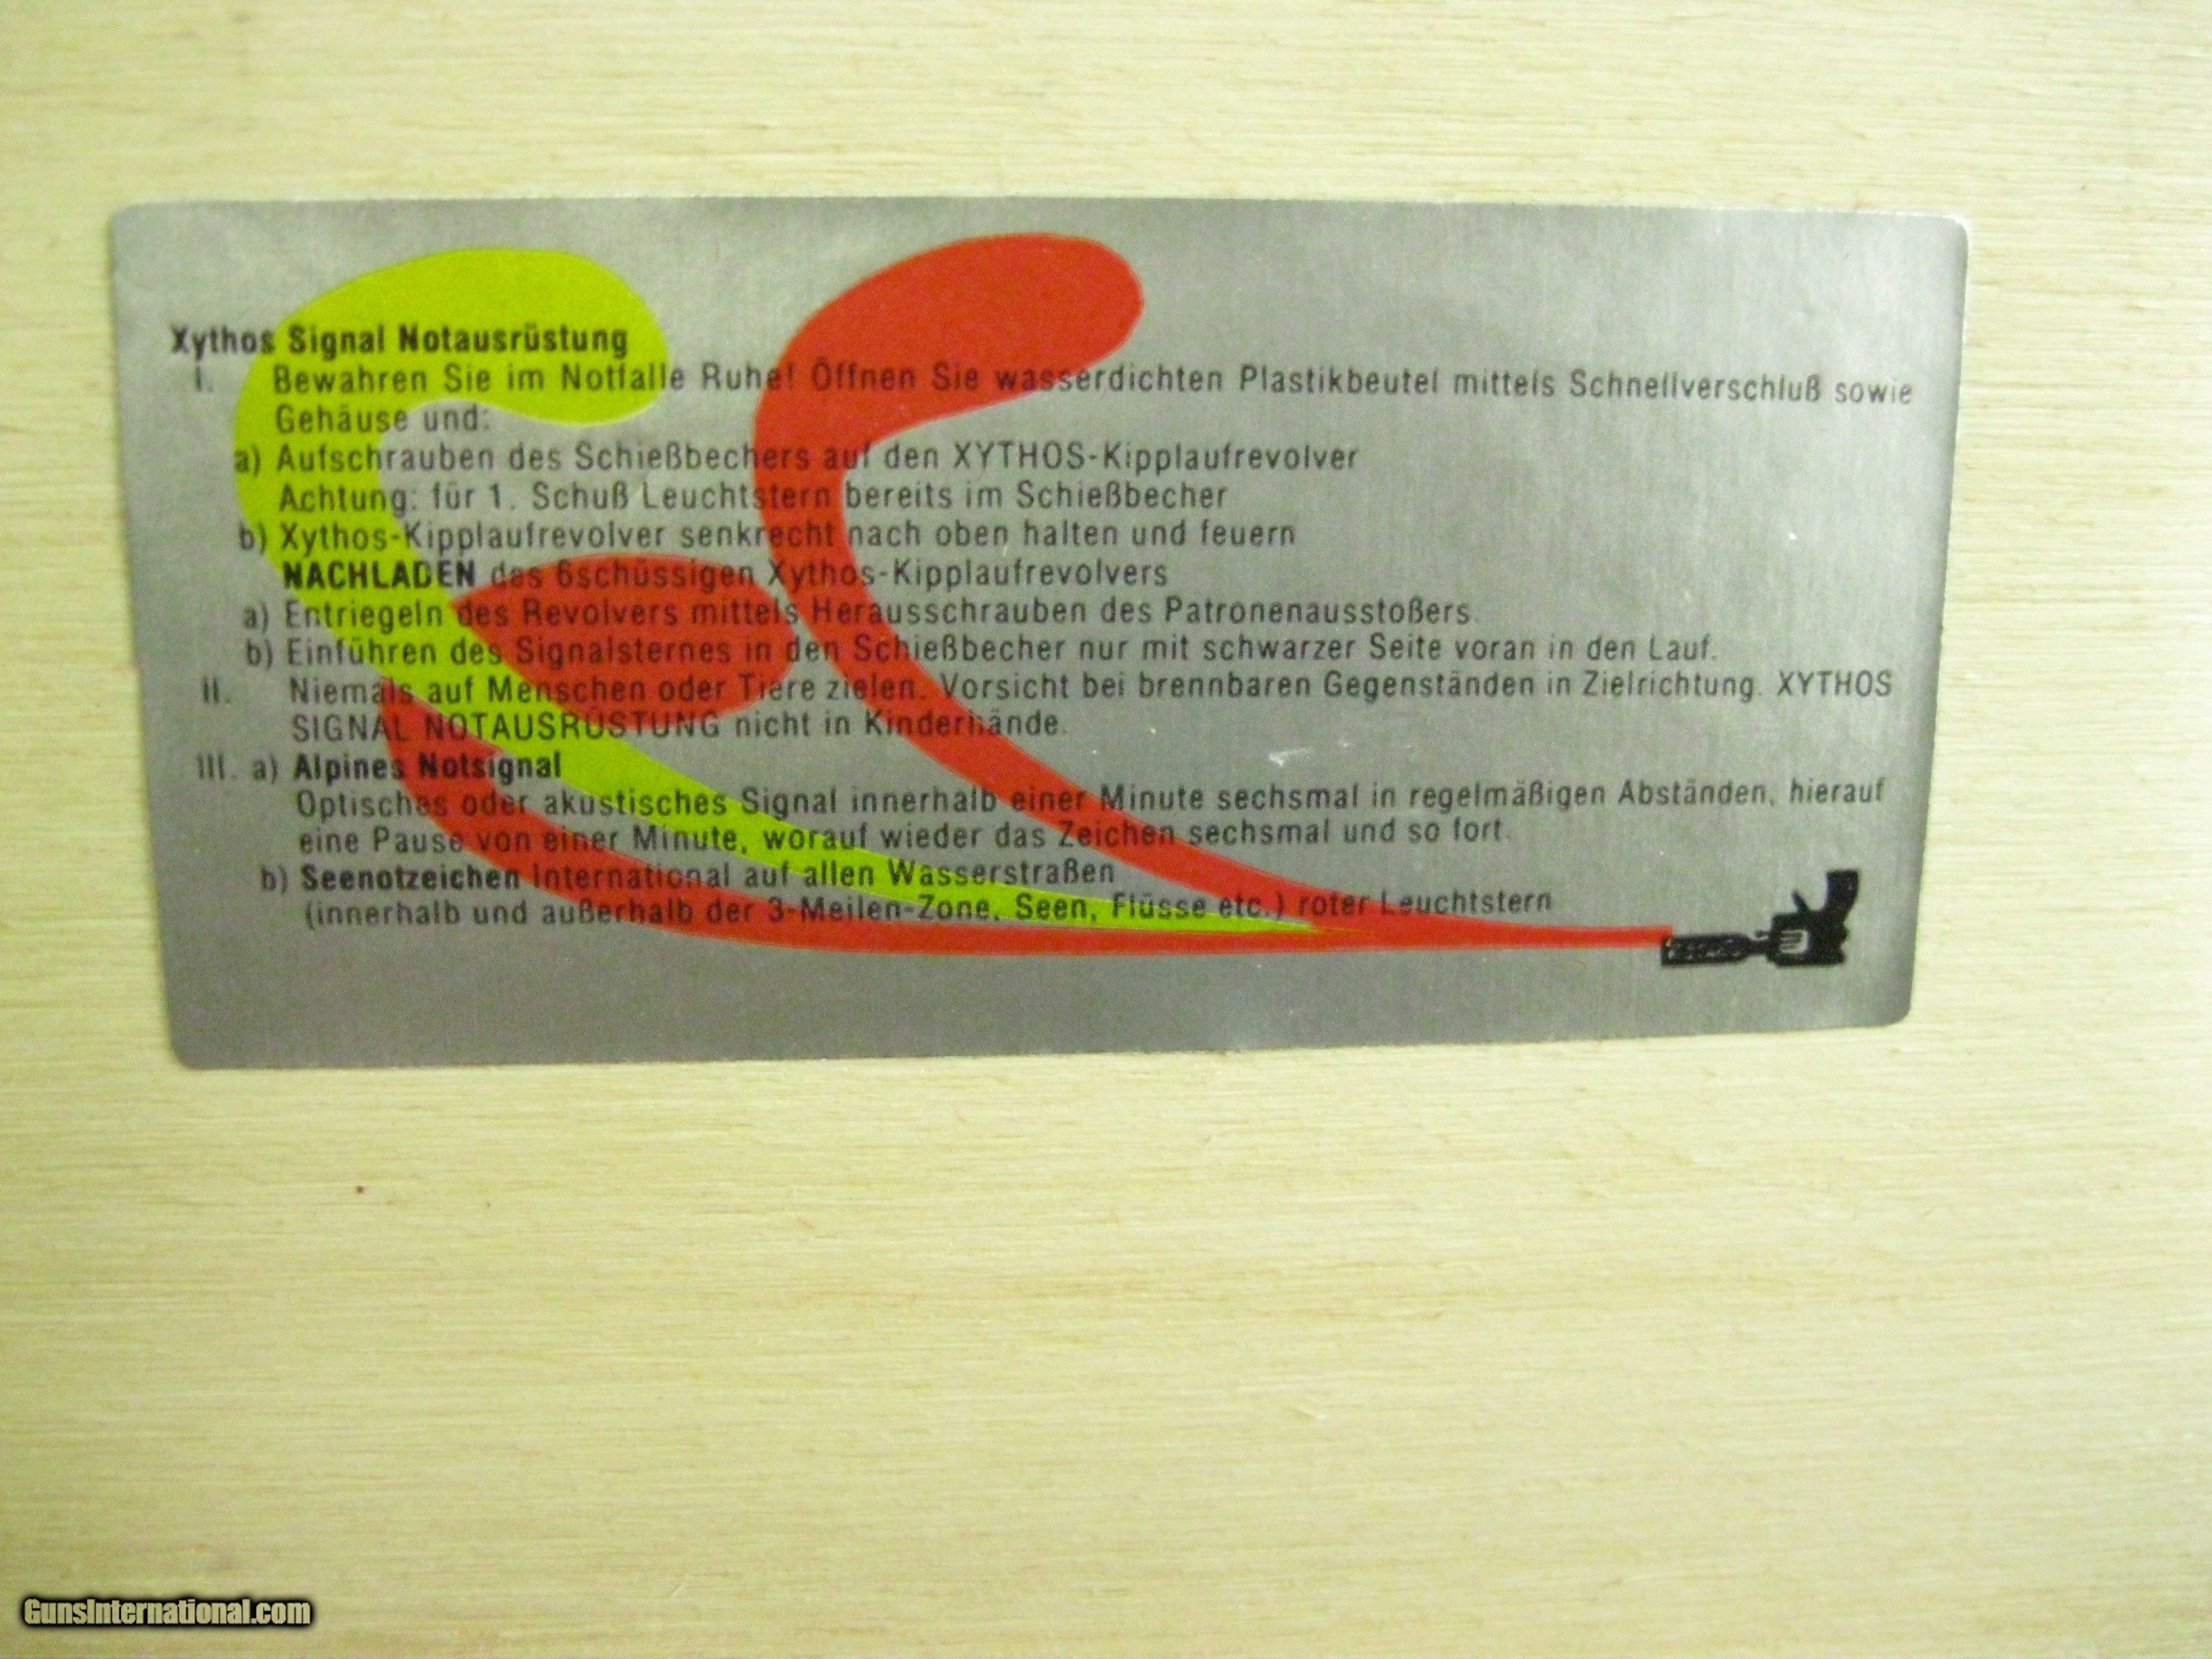 Xythos Signal Notausrüstung
I. Bewahren Sie im Notfalle Ruhe! Öffnen Sie wasserdichten Plastikbeutel mittels Schnellverschluß sowie
Gehäuse und:
a) Aufschrauben des Schießbechers auf den XYTHOS-Kipplaufrevolver
Achtung: für 1. Schuß Leuchtstern bereits im Schießbecher
b) Xythos-Kipplaufrevolver senkrecht nach oben halten und feuern
NACHLADEN des 6schüssigen Xythos-Kipplaufrevolvers
a) Entriegeln des Revolvers mittels Herausschrauben des Patronenausstoßers.
b) Einführen des Signalsternes in den Schießbecher nur mit schwarzer Seite voran in den Lauf.
II. Niemals auf Menschen oder Tiere zielen. Vorsicht bei brennbaren Gegenständen in Zielrichtung. XYTHOS
SIGNAL NOTAUSRÜSTUNG nicht in Kinderhände.
III. a) Alpines Notsignal
Optisches oder akustisches Signal innerhalb einer Minute sechsmal in regelmäßigen Abständen, hierauf
eine Pause von einer Minute, worauf wieder das Zeichen sechsmal und so fort.
b) Seenotzeichen International auf allen Wasserstraßen
(innerhalb und außerhalb der 3-Meilen-Zone, Seen, Flüsse etc.) roter Leuchtstern
GunsInternational.com